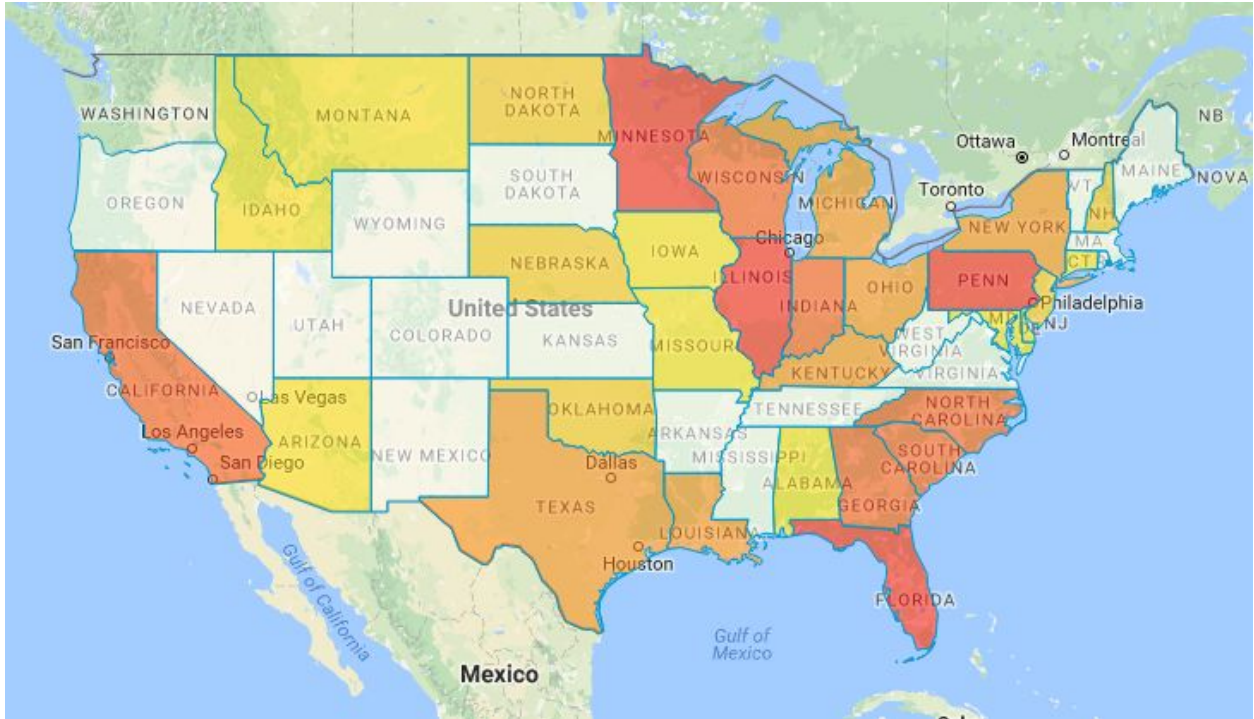 NB
WASHINGTON
MONTANA
NORTH
DAKOTA
MINNESOTA
Ottawa
Montreal
MAINE
NOVA
OREGON
IDAHO
SOUTH
DAKOTA
WISCONSIN
MICHIGAN
Toronto
VT
NH
WYOMING
NEW YORK
MA
Chicago
IOWA
NEBRASKA
CT
ILLINOIS
INDIANA
OHIO
PENN
Philadelphia
NEVADA
UTAH
COLORADO
United States
KANSAS
MISSOURI
WEST
VIRGINIA
NJ
San Francisco
KENTUCKY
VIRGINIA
CALIFORNIA
Las Vegas
Los Angeles
San Diego
ARIZONA
NEW MEXICO
OKLAHOMA
ARKANSAS
TENNESSEE
NORTH
CAROLINA
SOUTH
CAROLINA
MISSISSIPPI
ALABAMA
GEORGIA
Dallas
TEXAS
LOUISIANA
Houston
FLORIDA
Gulf of California
Gulf of
Mexico
Mexico